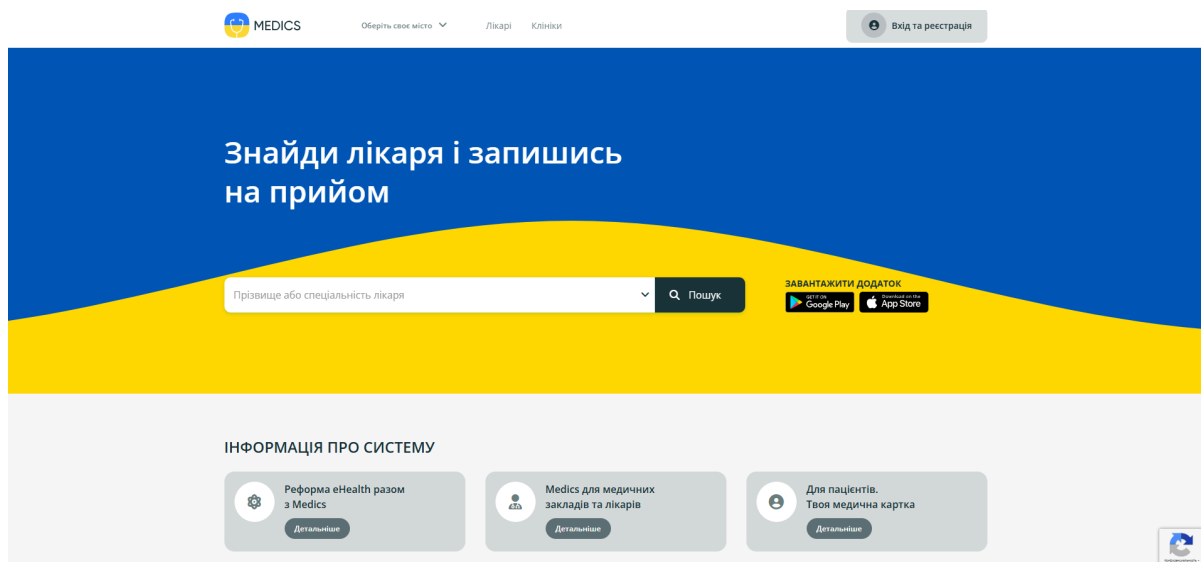 MEDICS
Оберіть своє місто
Лікарі
Клініки
Вхід та реєстрація
Знайди лікаря і запишись
на прийом
Прізвище або спеціальність лікаря
Пошук
ЗАВАНТАЖИТИ ДОДАТОК
GET IT ON
Google Play
Download on the
App Store
ІНФОРМАЦІЯ ПРО СИСТЕМУ
Реформа eHealth разом
з Medics
Детальніше
Medics для медичних
закладів та лікарів
Детальніше
Для пацієнтів.
Твоя медична картка
Детальніше